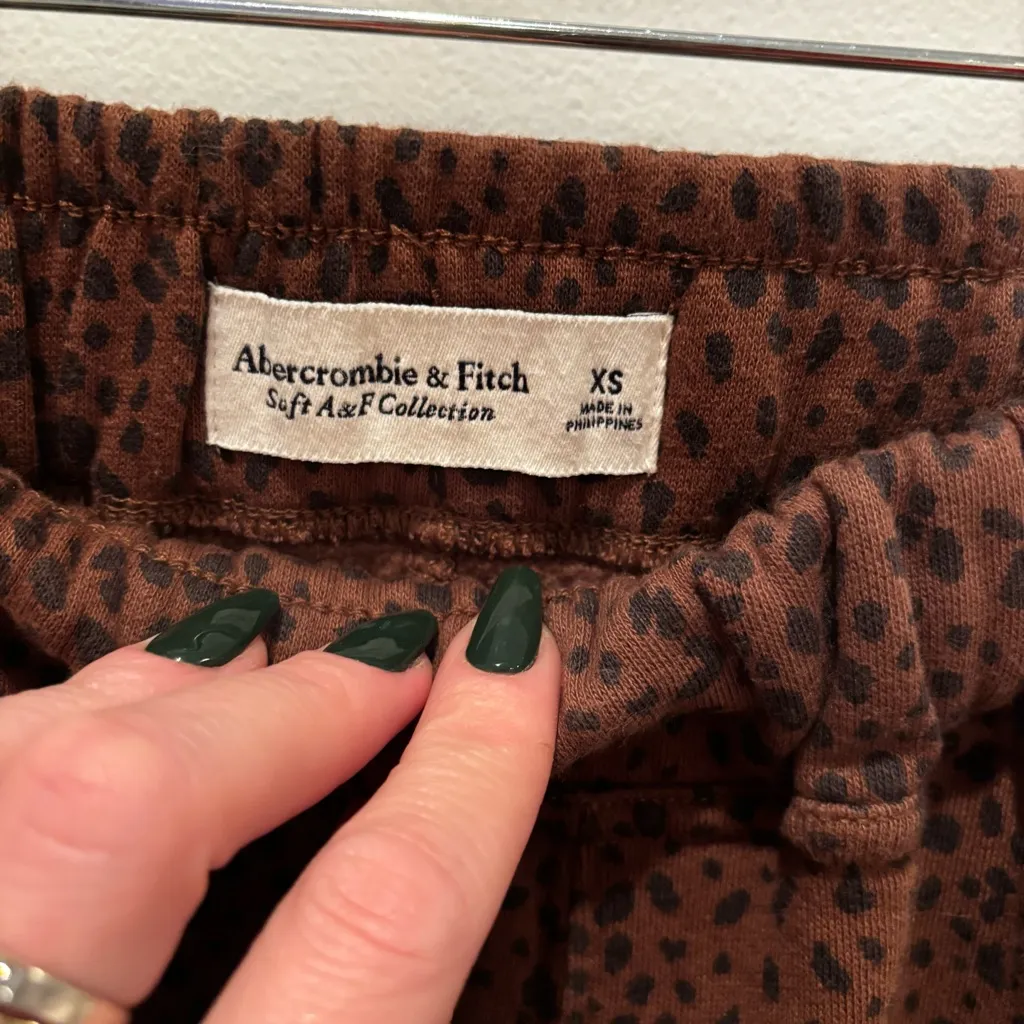 Abercrombie & Fitch
Soft A&F Collection
XS
MADE IN
PHILIPPINES